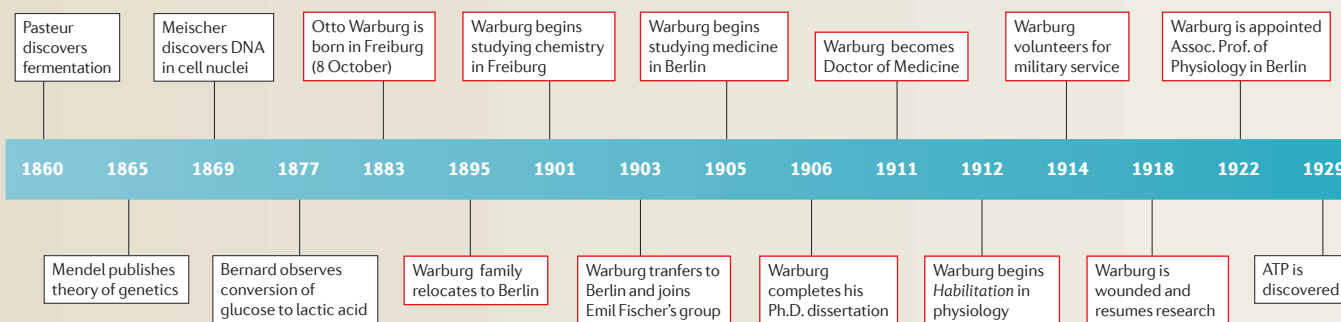 Pasteur
discovers
fermentation
Meischer
discovers DNA
in cell nuclei
Otto Warburg is
born in Freiburg
(8 October)
Warburg begins
studying chemistry
in Freiburg
Warburg begins
studying medicine
in Berlin
Warburg becomes
Doctor of Medicine
Warburg
volunteers for
military service
Warburg is appointed
Assoc. Prof. of
Physiology in Berlin
1860 1865 1869 1877 1883 1895 1901 1903 1905 1906 1911 1912 1914 1918 1922 1929
Mendel publishes
theory of genetics
Bernard observes
conversion of
glucose to lactic acid
Warburg family
relocates to Berlin
Warburg tranfers to
Berlin and joins
Emil Fischer's group
Warburg
completes his
Ph.D. dissertation
Warburg begins
Habilitation in
physiology
Warburg is
wounded and
resumes research
ATP is
discovered